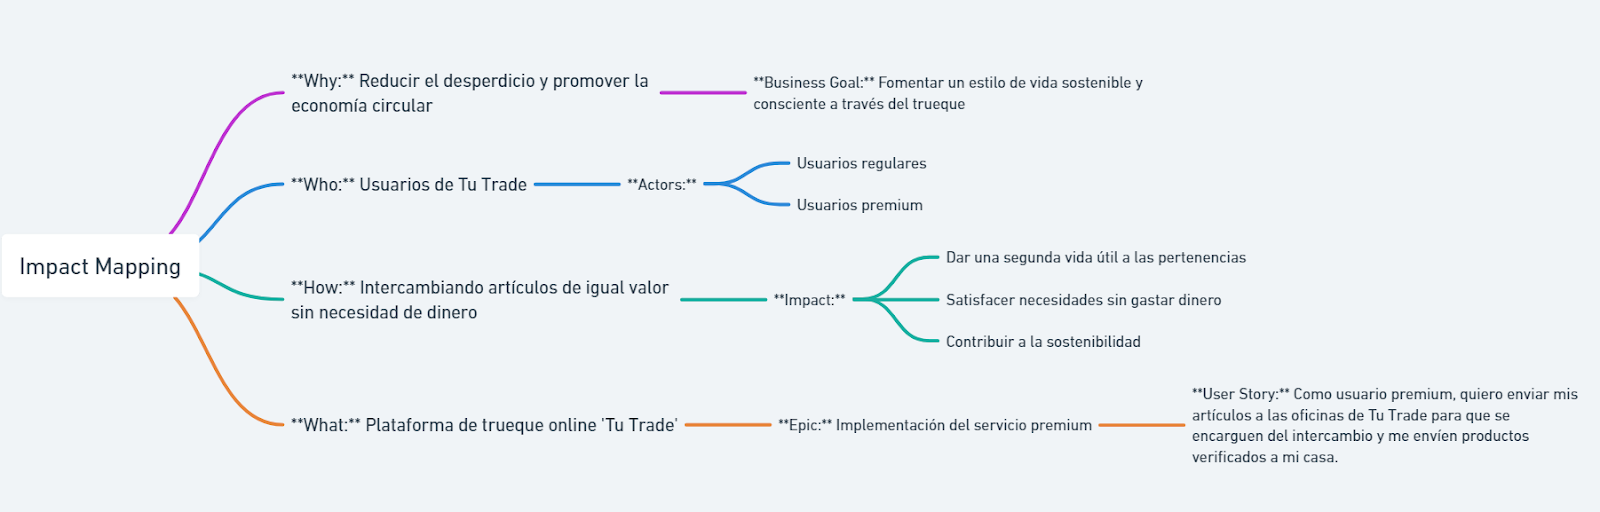 Impact Mapping
**Why:** Reducir el desperdicio y promover la
economía circular
**Business Goal:** Fomentar un estilo de vida sostenible y
consciente a través del trueque
**Who:** Usuarios de Tu Trade
**Actors:**
Usuarios regulares
Usuarios premium
**How:** Intercambiando artículos de igual valor
sin necesidad de dinero
**Impact:**
Dar una segunda vida útil a las pertenencias
Satisfacer necesidades sin gastar dinero
Contribuir a la sostenibilidad
**What:** Plataforma de trueque online 'Tu Trade'
**Epic:** Implementación del servicio premium
**User Story:** Como usuario premium, quiero enviar mis
artículos a las oficinas de Tu Trade para que se
encarguen del intercambio y me envíen productos
verificados a mi casa.